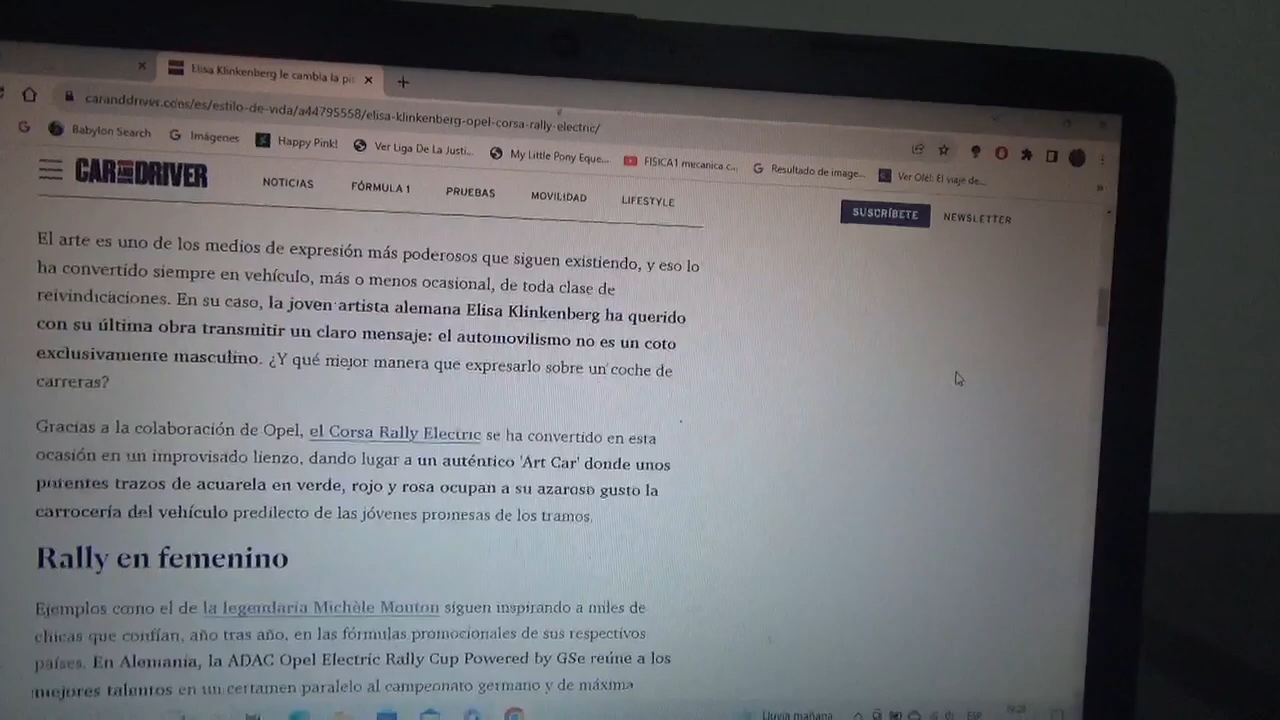 Elisa Klinkenberg le cambia la pi
caranddriver.com/es/estilo-de-vida/a44795558/elisa-klinkenberg-opel-corsa-rally-electric/
Babylon Search Imágenes Happy Pink! Ver Liga De La Justi... My Little Pony Eque... FISICA1 mecanica c... Resultado de image... Ver Olé!: El viaje de...
CAR AND DRIVER NOTICIAS FÓRMULA 1 PRUEBAS MOVILIDAD LIFESTYLE SUSCRÍBETE NEWSLETTER
El arte es uno de los medios de expresión más poderosos que siguen existiendo, y eso lo
ha convertido siempre en vehículo, más o menos ocasional, de toda clase de
reivindicaciones. En su caso, la joven artista alemana Elisa Klinkenberg ha querido
con su última obra transmitir un claro mensaje: el automovilismo no es un coto
exclusivamente masculino. ¿Y qué mejor manera que expresarlo sobre un coche de
carreras?
Gracias a la colaboración de Opel, el Corsa Rally Electric se ha convertido en esta
ocasión en un improvisado lienzo, dando lugar a un auténtico 'Art Car' donde unos
potentes trazos de acuarela en verde, rojo y rosa ocupan a su azaroso gusto la
carrocería del vehículo predilecto de las jóvenes promesas de los tramos.
Rally en femenino
Ejemplos como el de la legendaria Michèle Mouton siguen inspirando a miles de
chicas que confían, año tras año, en las fórmulas promocionales de sus respectivos
países. En Alemania, la ADAC Opel Electric Rally Cup Powered by GSe reúne a los
mejores talentos en un certamen paralelo al campeonato germano y de máxima
Lluvia mañana ESP